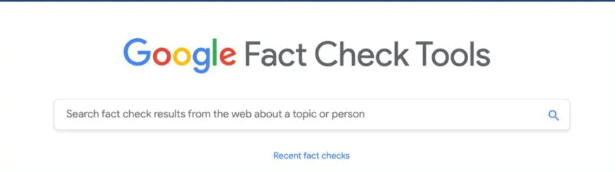 Google Fact Check Tools
Search fact check results from the web about a topic or person
Recent fact checks